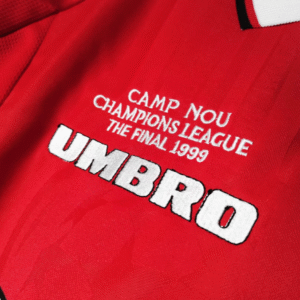 CAMP NOU
CHAMPIONS LEAGUE
THE FINAL 1999
UMBRO